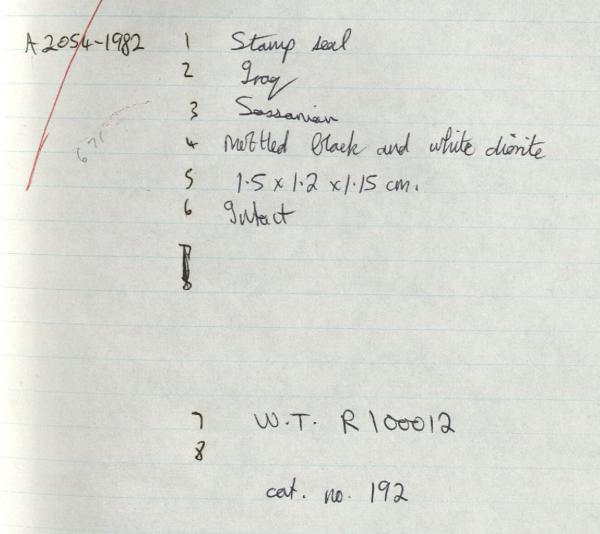 A2054-1982 1 Stamp seal
2 Iraq
3 Sassanian
4 Mottled black and white diorite
5 1.5 x 1.2 x 1.15 cm.
6 Intact
671
7 W.T. R100012
8
cat. no. 192